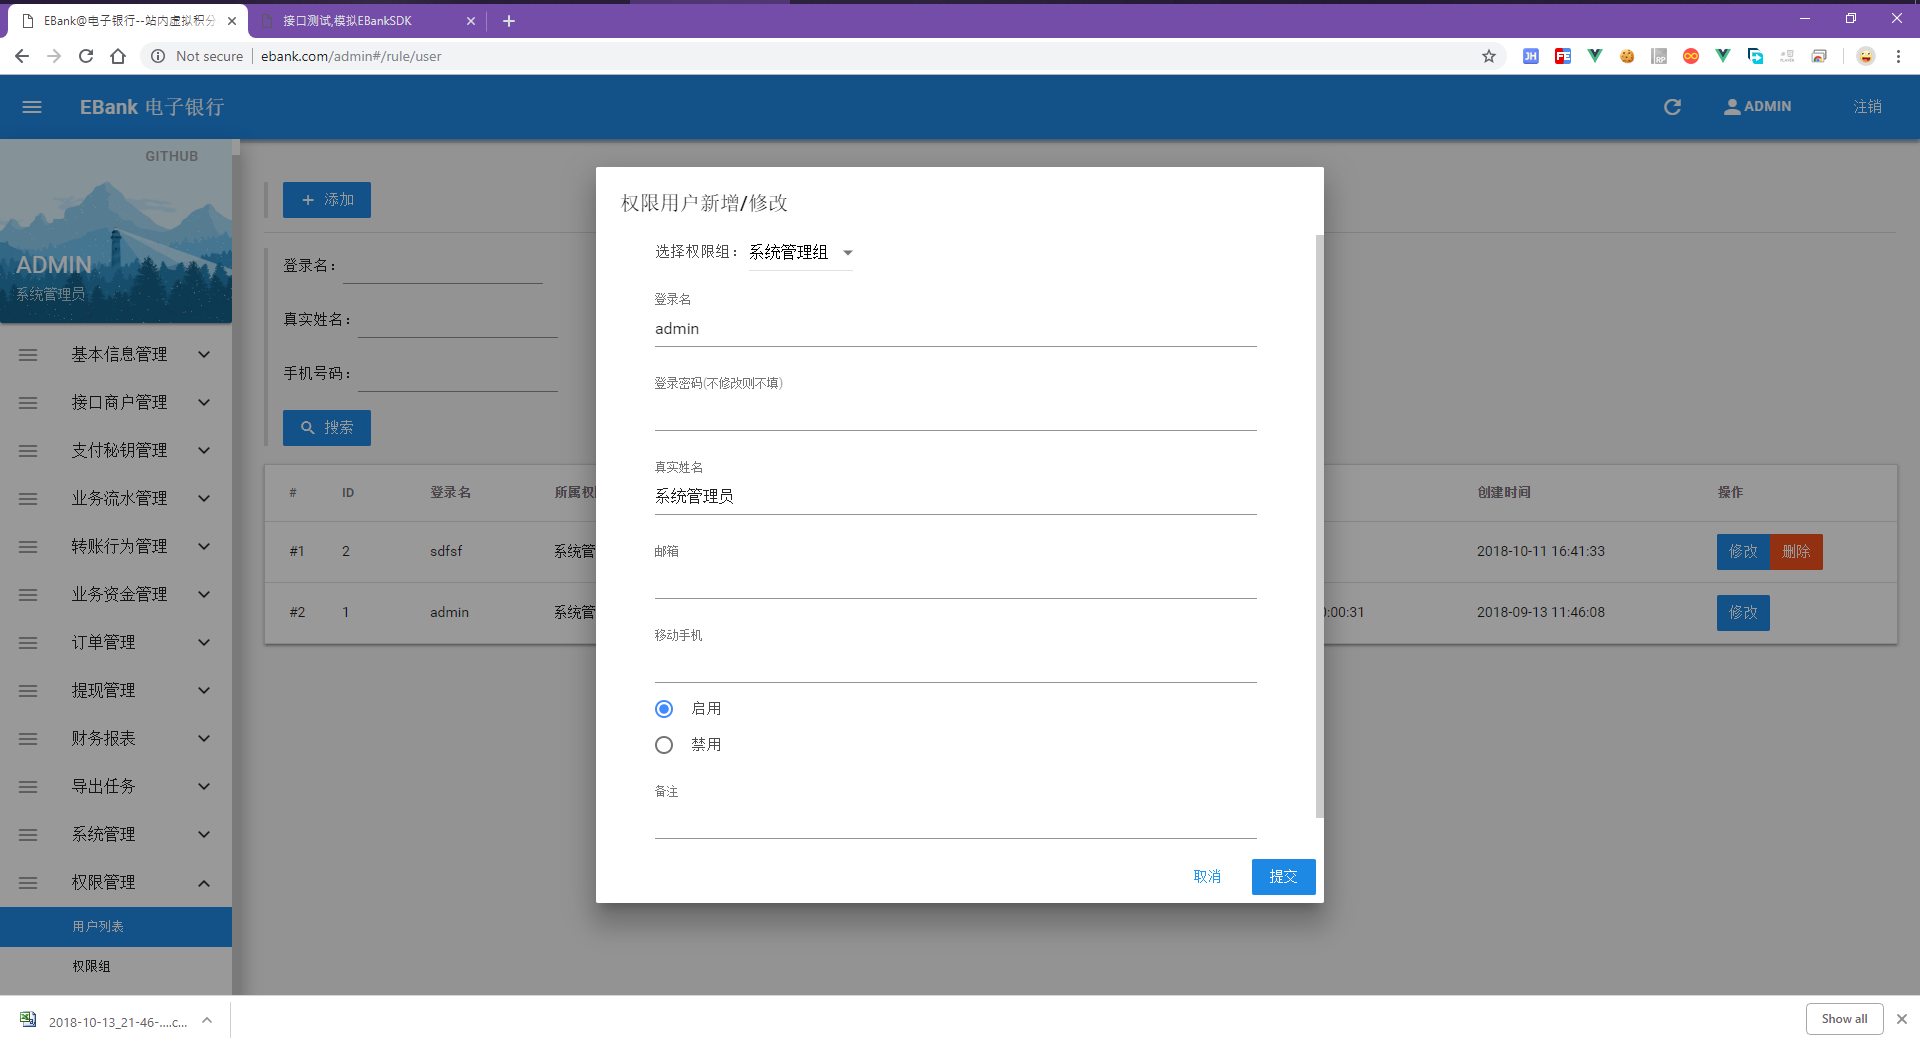 EBank@电子银行--站内虚拟积分
接口测试,模拟EBankSDK
Not secure
ebank.com/admin#/rule/user
EBank 电子银行
ADMIN
注销
GITHUB
ADMIN
系统管理员
基本信息管理
接口商户管理
支付秘钥管理
业务流水管理
转账行为管理
业务资金管理
订单管理
提现管理
财务报表
导出任务
系统管理
权限管理
用户列表
权限组
添加
登录名：
真实姓名：
手机号码：
搜索
# ID 登录名 所属权 创建时间 操作
#1 2 sdfsf 系统管 2018-10-11 16:41:33 修改 删除
#2 1 admin 系统管 0:00:31 2018-09-13 11:46:08 修改
权限用户新增/修改
选择权限组： 系统管理组
登录名
admin
登录密码(不修改则不填)
真实姓名
系统管理员
邮箱
移动手机
启用
禁用
备注
取消
提交
2018-10-13_21-46-....c...
Show all